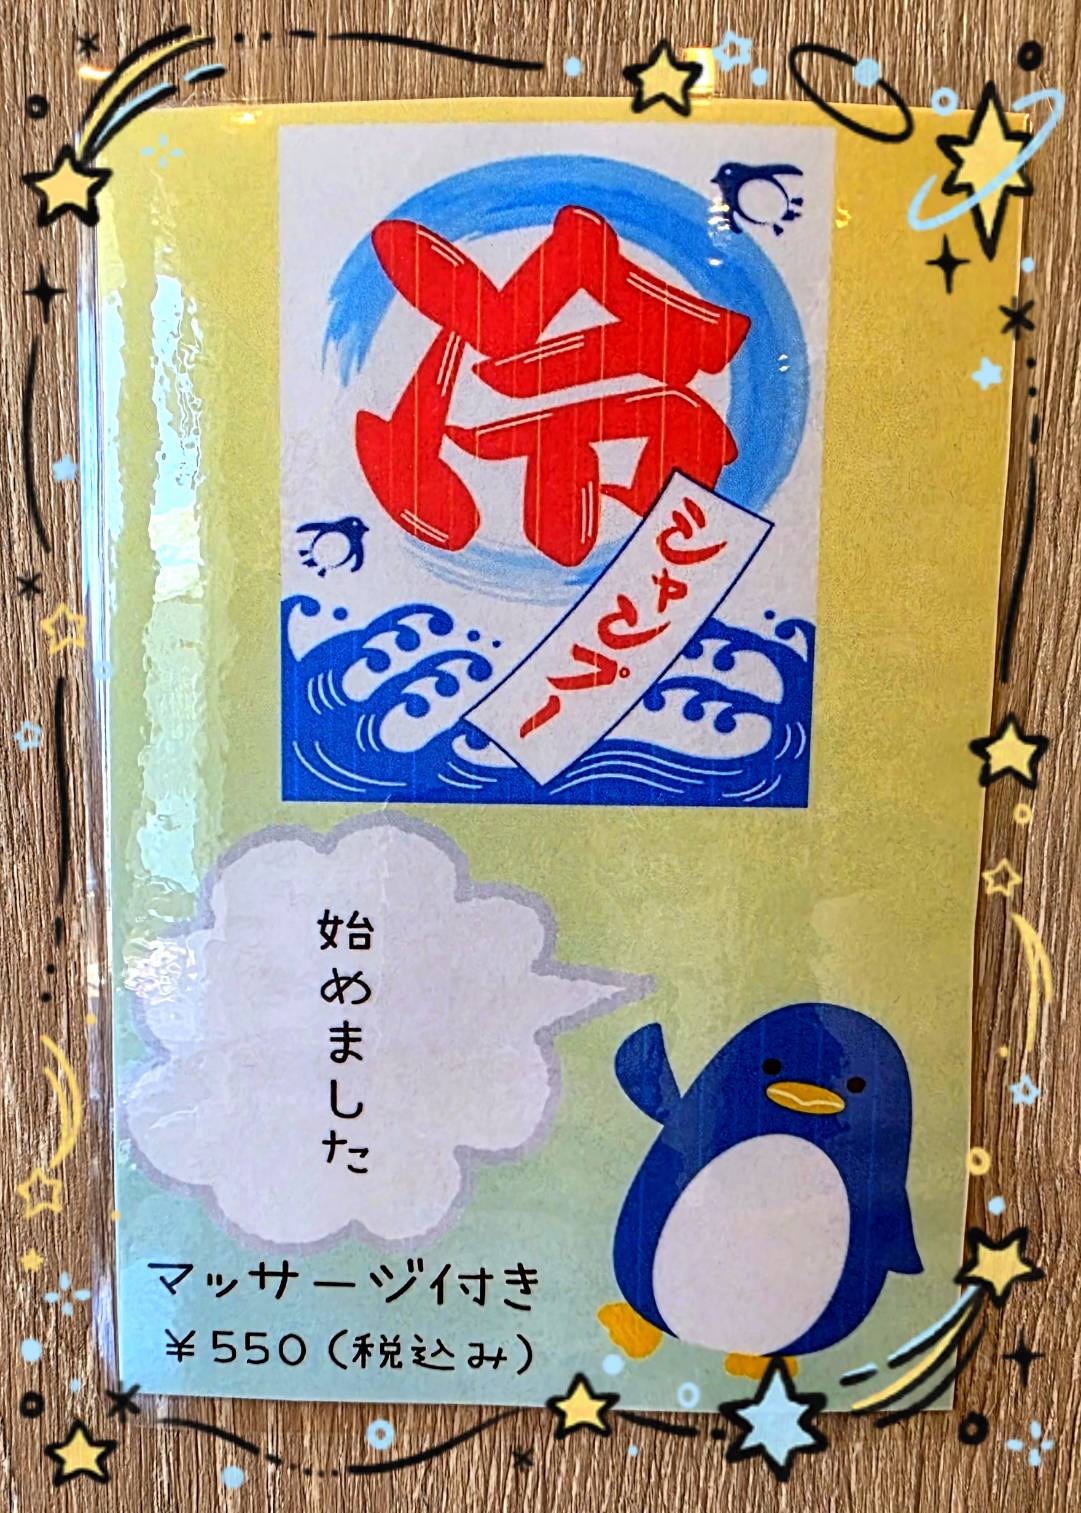 冷
シャンプー
始めました
マッサージ付き
¥550(税込み)